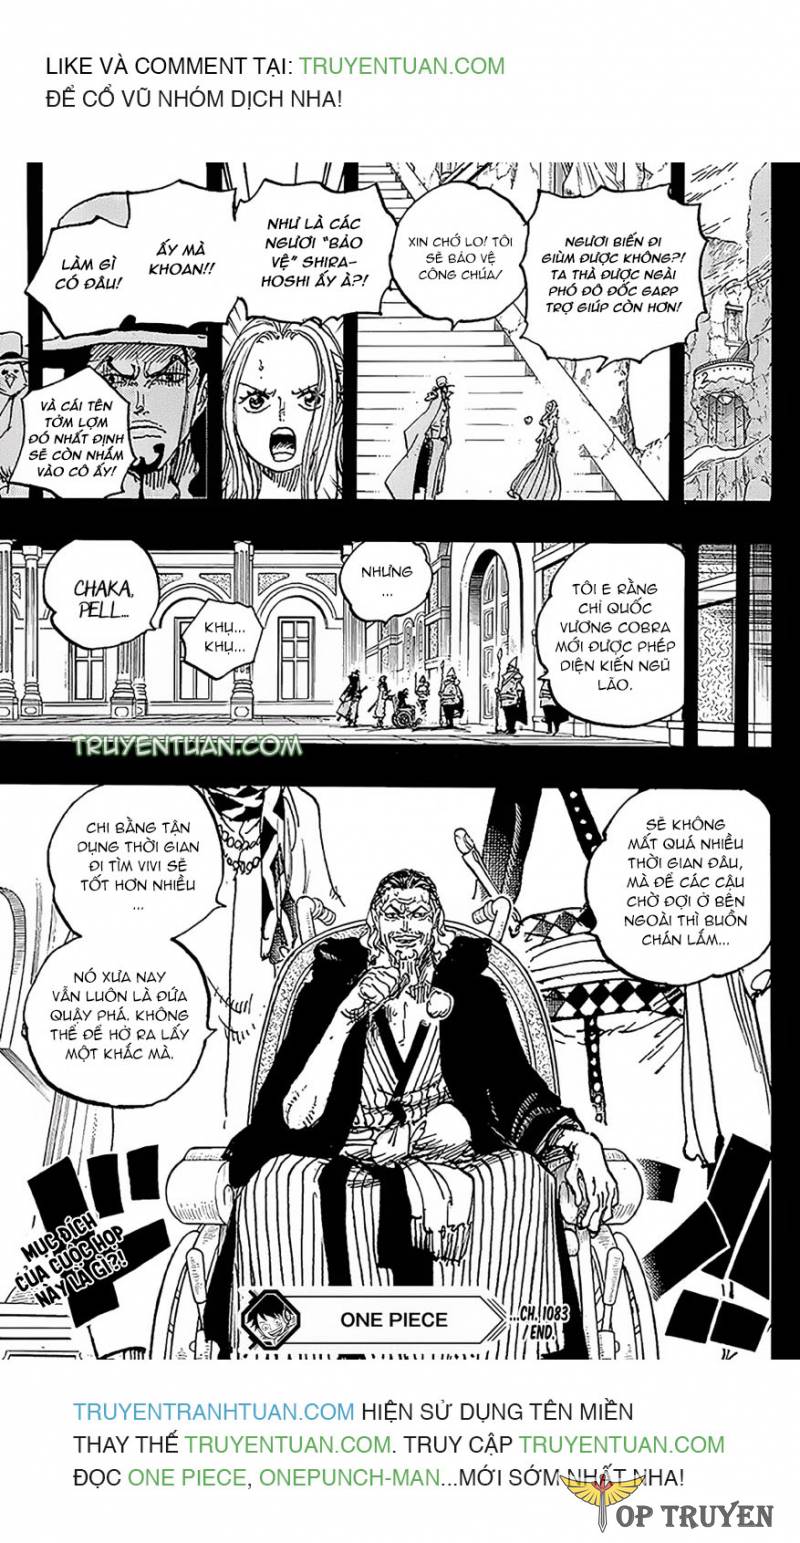 LIKE VÀ COMMENT TẠI: TRUYENTUAN.COM
ĐỂ CỔ VŨ NHÓM DỊCH NHA!
NGƯƠI BIẾN ĐI
GIÙM ĐƯỢC KHÔNG?!
TA THÀ ĐƯỢC NGÀI
PHÓ ĐÔ ĐỐC GARP
TRỢ GIÚP CÒN HƠN!
XIN CHỚ LO! TÔI
SẼ BẢO VỆ
CÔNG CHÚA!
NHƯ LÀ CÁC
NGƯƠI "BẢO
VỆ" SHIRA-
HOSHI ẤY À?!
ẤY MÀ
KHOAN!!
LÀM GÌ
CÓ ĐÂU!
VÀ CÁI TÊN
TỞM LỢM
ĐÓ NHẤT ĐỊNH
SẼ CÒN NHẮM
VÀO CÔ ẤY!
TÔI E RẰNG
CHỈ QUỐC
VƯƠNG COBRA
MỚI ĐƯỢC PHÉP
DIỆN KIẾN NGŨ
LÃO.
NHƯNG
...
KHỤ...
KHỤ...
CHAKA,
PELL...
TRUYENTUAN.COM
SẼ KHÔNG
MẤT QUÁ NHIỀU
THỜI GIAN ĐÂU,
MÀ ĐỂ CÁC CẬU
CHỜ ĐỢI Ở BÊN
NGOÀI THÌ BUỒN
CHÁN LẮM...
CHI BẰNG TẬN
DỤNG THỜI GIAN
ĐI TÌM VIVI SẼ
TỐT HƠN NHIỀU
...
NÓ XƯA NAY
VẪN LUÔN LÀ ĐỨA
QUẬY PHÁ. KHÔNG
THỂ ĐỂ HỞ RA LẤY
MỘT KHẮC MÀ.
MỤC ĐÍCH
CỦA CUỘC HỌP
NÀY LÀ GÌ?!
ONE PIECE
...CH. 1083
/ END.
TRUYENTRANHTUAN.COM HIỆN SỬ DỤNG TÊN MIỀN
THAY THẾ TRUYENTUAN.COM. TRUY CẬP TRUYENTUAN.COM
ĐỌC ONE PIECE, ONEPUNCH-MAN...MỚI SỚM NHẤT NHA!
TOP TRUYEN